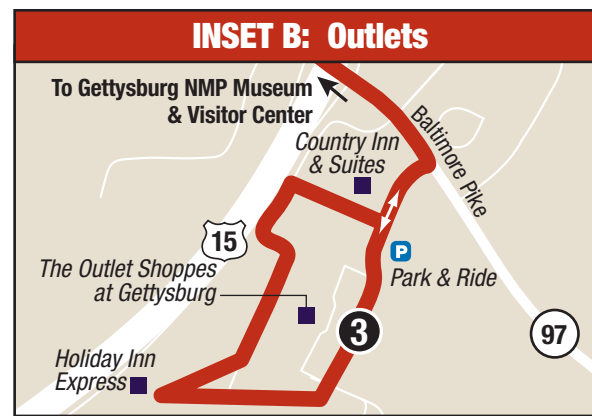 INSET B: Outlets
To Gettysburg NMP Museum
& Visitor Center
Country Inn
& Suites
Baltimore Pike
15
The Outlet Shoppes
at Gettysburg
P
Park & Ride
3
97
Holiday Inn
Express